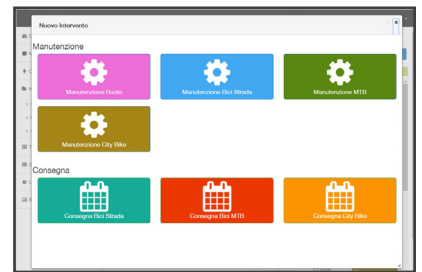 Nuovo Intervento
Manutenzione
Manutenzione Ruote
Manutenzione Bici Strada
Manutenzione MTB
Manutenzione City Bike
Consegna
Consegna Bici Strada
Consegna Bici MTB
Consegna City Bike